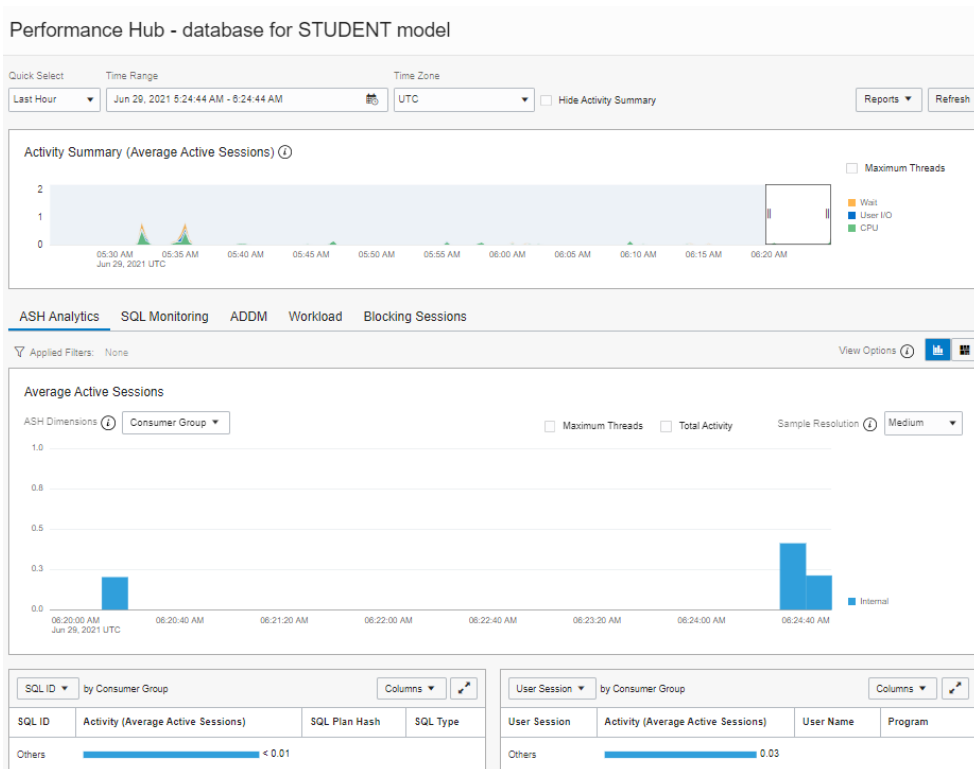 Performance Hub - database for STUDENT model
Quick Select Time Range Time Zone
Last Hour Jun 29, 2021 5:24:44 AM - 6:24:44 AM UTC Hide Activity Summary Reports Refresh
Activity Summary (Average Active Sessions)
Maximum Threads
2
1
0
Wait
User I/O
CPU
05:30 AM 05:35 AM 05:40 AM 05:45 AM 05:50 AM 05:55 AM 06:00 AM 06:05 AM 06:10 AM 06:15 AM 06:20 AM
Jun 29, 2021 UTC
ASH Analytics SQL Monitoring ADDM Workload Blocking Sessions
Applied Filters: None View Options
Average Active Sessions
ASH Dimensions Consumer Group Maximum Threads Total Activity Sample Resolution Medium
1.0
0.8
0.5
0.3
0.0
Internal
06:20:00 AM 06:20:40 AM 06:21:20 AM 06:22:00 AM 06:22:40 AM 06:23:20 AM 06:24:00 AM 06:24:40 AM
Jun 29, 2021 UTC
SQL ID by Consumer Group Columns
SQL ID Activity (Average Active Sessions) SQL Plan Hash SQL Type
Others < 0.01
User Session by Consumer Group Columns
User Session Activity (Average Active Sessions) User Name Program
Others 0.03